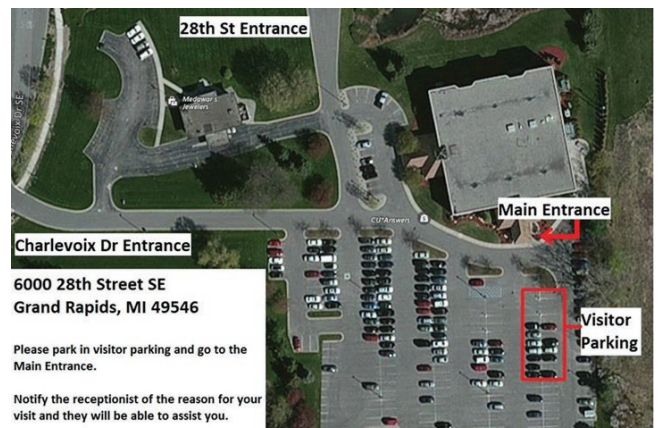 28th St Entrance
Medawar's
Jewelers
CU*Answers
Main Entrance
Charlevoix Dr Entrance
6000 28th Street SE
Grand Rapids, MI 49546
Visitor
Parking
Please park in visitor parking and go to the
Main Entrance.
Notify the receptionist of the reason for your
visit and they will be able to assist you.